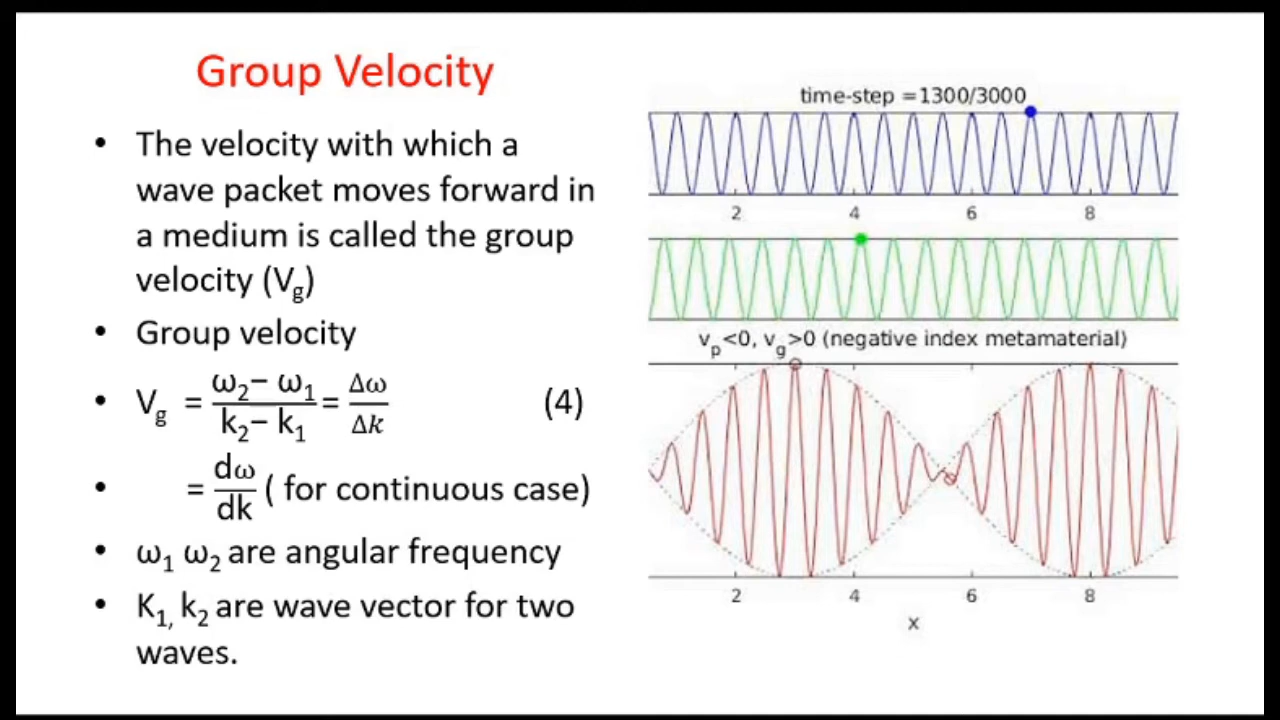 Group Velocity
• The velocity with which a
wave packet moves forward in
a medium is called the group
velocity (V₉)
• Group velocity
• V₉ = ω₂− ω₁ / k₂− k₁ = Δω / Δk (4)
• = dω / dk ( for continuous case)
• ω₁ ω₂ are angular frequency
• K₁, k₂ are wave vector for two
waves.
time-step =1300/3000
2 4 6 8
vₚ<0, v_g>0 (negative index metamaterial)
2 4 6 8
x